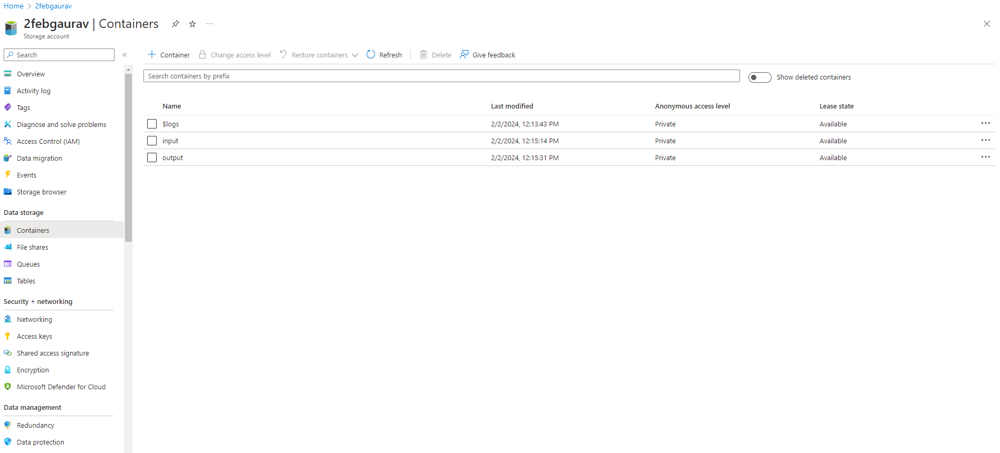 Home > 2febgaurav
2febgaurav | Containers
Storage account
Search
Overview
Activity log
Tags
Diagnose and solve problems
Access Control (IAM)
Data migration
Events
Storage browser
Data storage
Containers
File shares
Queues
Tables
Security + networking
Networking
Access keys
Shared access signature
Encryption
Microsoft Defender for Cloud
Data management
Redundancy
Data protection
Container Change access level Restore containers Refresh Delete Give feedback
Search containers by prefix
Show deleted containers
Name Last modified Anonymous access level Lease state
$logs 2/2/2024, 12:13:43 PM Private Available
input 2/2/2024, 12:15:14 PM Private Available
output 2/2/2024, 12:15:31 PM Private Available